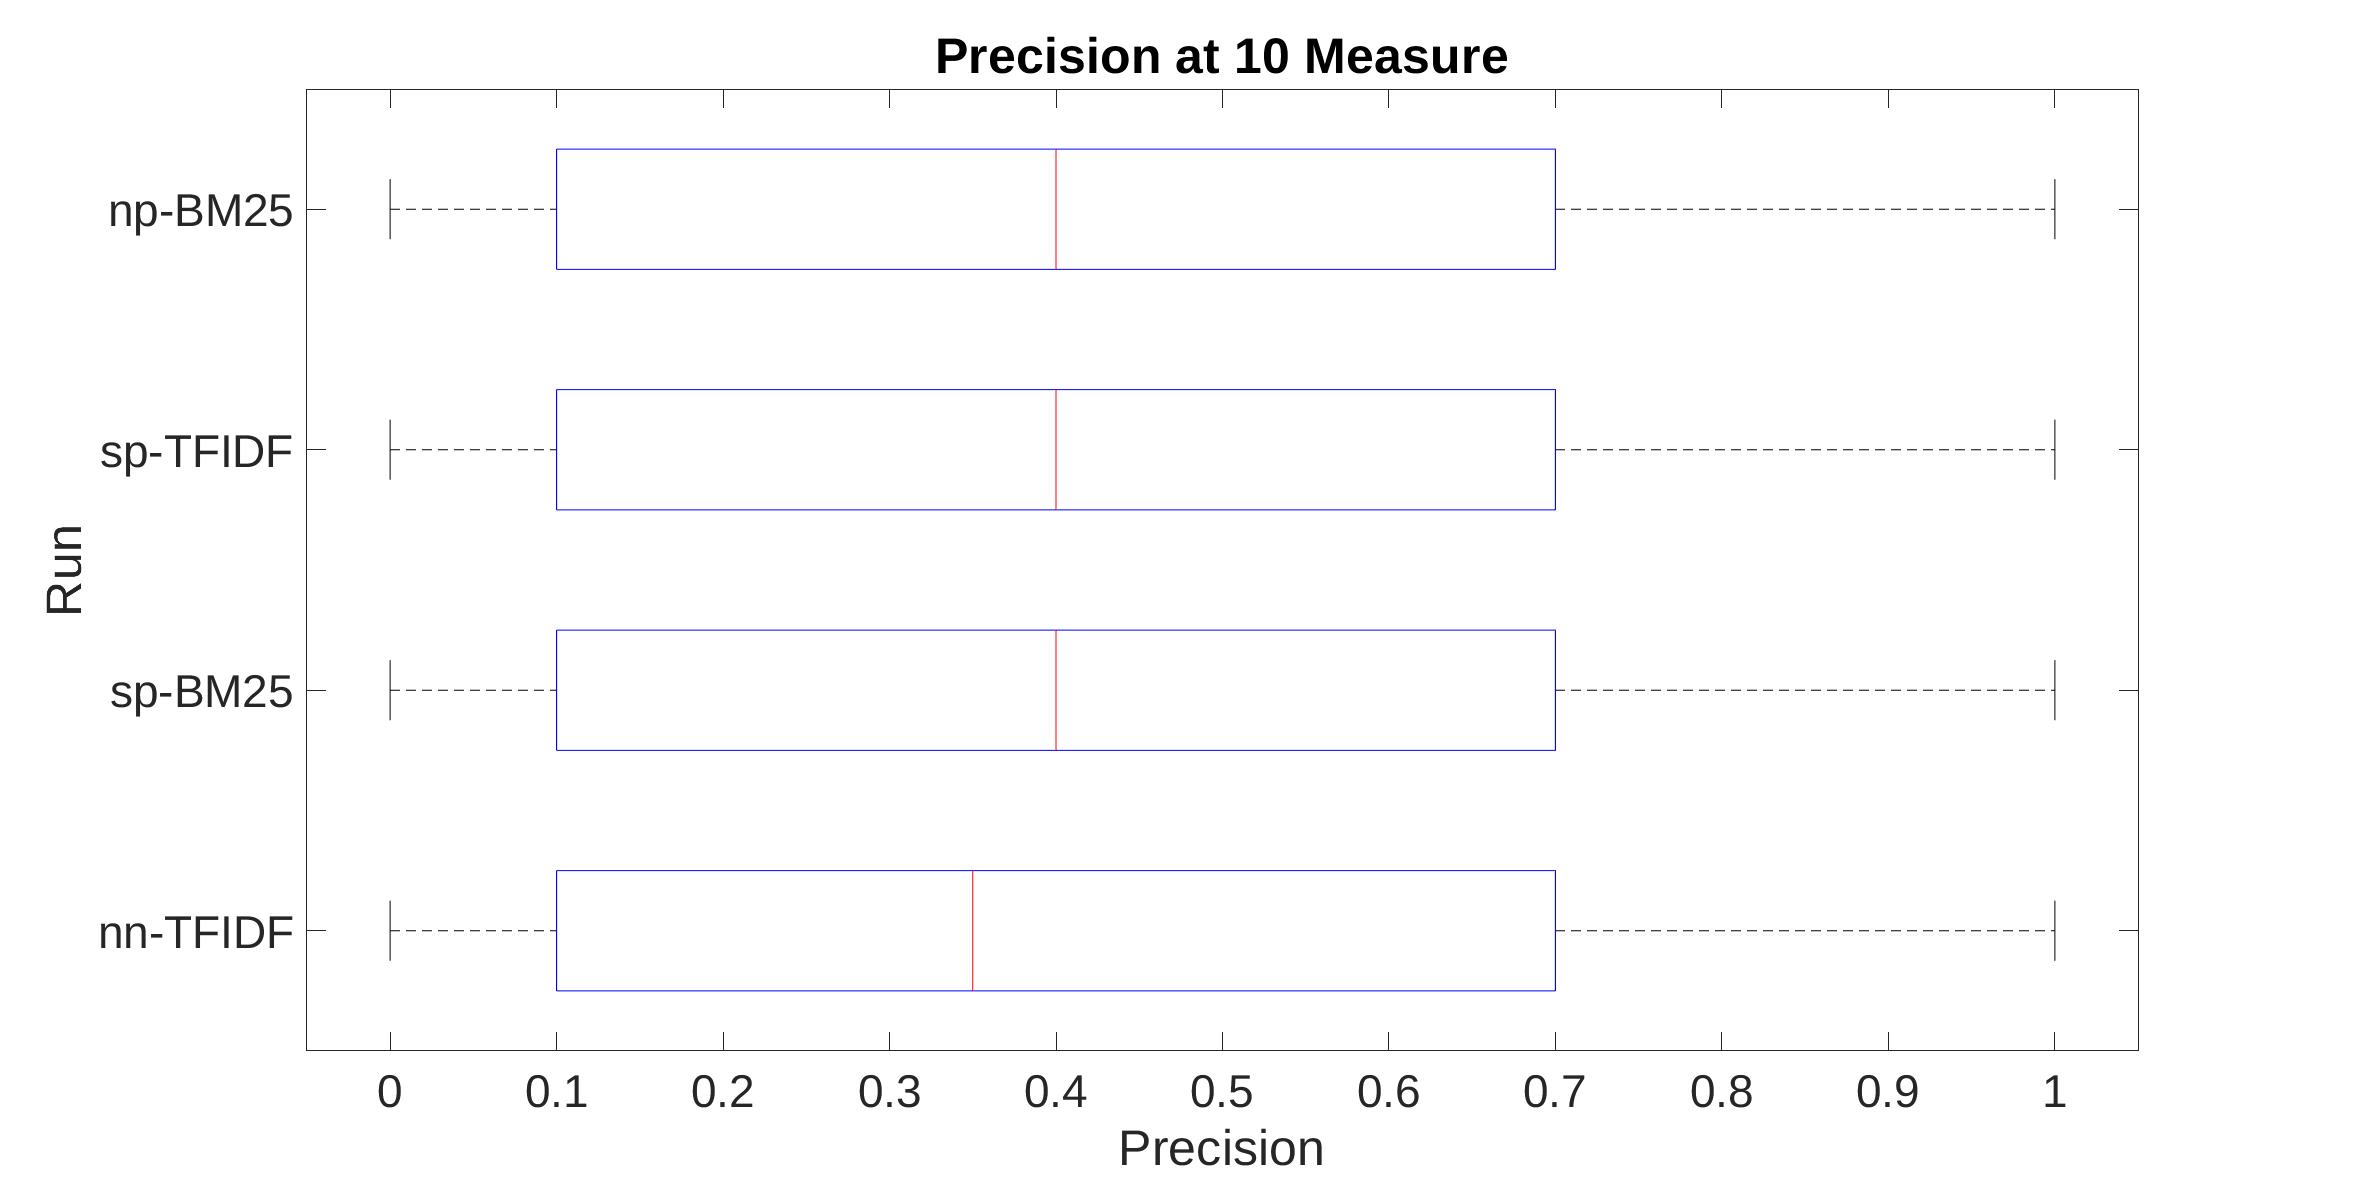 Precision at 10 Measure
np-BM25
sp-TFIDF
sp-BM25
nn-TFIDF
Run
0 0.1 0.2 0.3 0.4 0.5 0.6 0.7 0.8 0.9 1
Precision